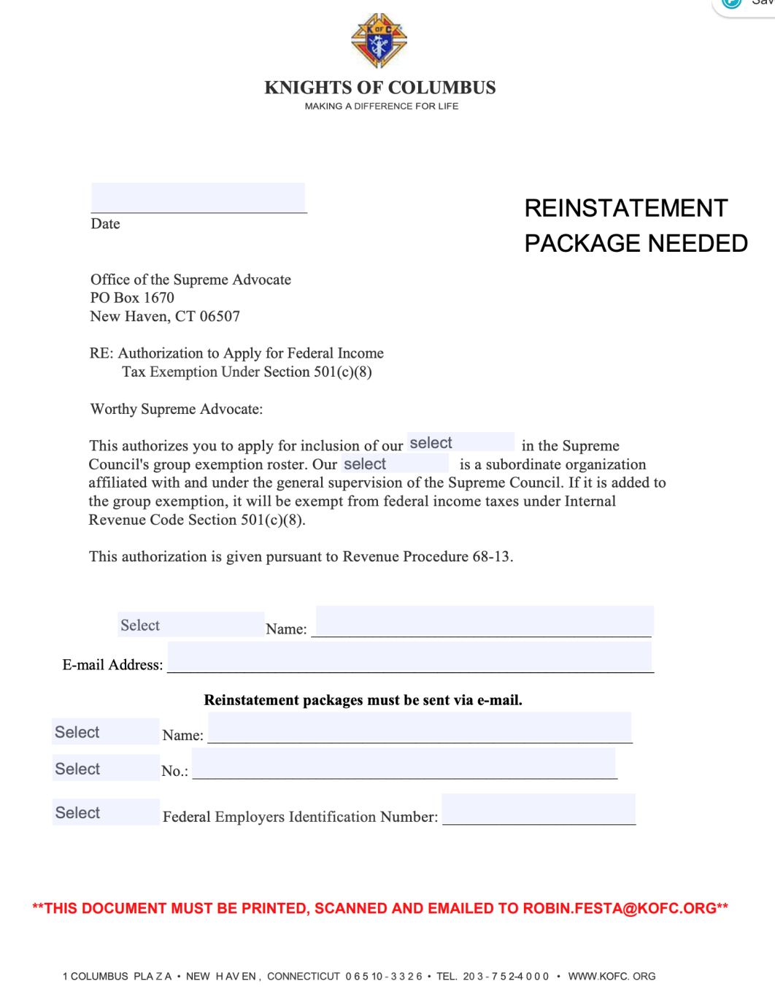 Sav
K OF C
KNIGHTS OF COLUMBUS
MAKING A DIFFERENCE FOR LIFE
Date
REINSTATEMENT
PACKAGE NEEDED
Office of the Supreme Advocate
PO Box 1670
New Haven, CT 06507
RE: Authorization to Apply for Federal Income
Tax Exemption Under Section 501(c)(8)
Worthy Supreme Advocate:
This authorizes you to apply for inclusion of our select in the Supreme
Council's group exemption roster. Our select is a subordinate organization
affiliated with and under the general supervision of the Supreme Council. If it is added to
the group exemption, it will be exempt from federal income taxes under Internal
Revenue Code Section 501(c)(8).
This authorization is given pursuant to Revenue Procedure 68-13.
Select Name:
E-mail Address:
Reinstatement packages must be sent via e-mail.
Select Name:
Select No.:
Select Federal Employers Identification Number:
**THIS DOCUMENT MUST BE PRINTED, SCANNED AND EMAILED TO ROBIN.FESTA@KOFC.ORG**
1 COLUMBUS PLAZA • NEW HAVEN, CONNECTICUT 06510-3326 • TEL. 203-752-4000 • WWW.KOFC.ORG